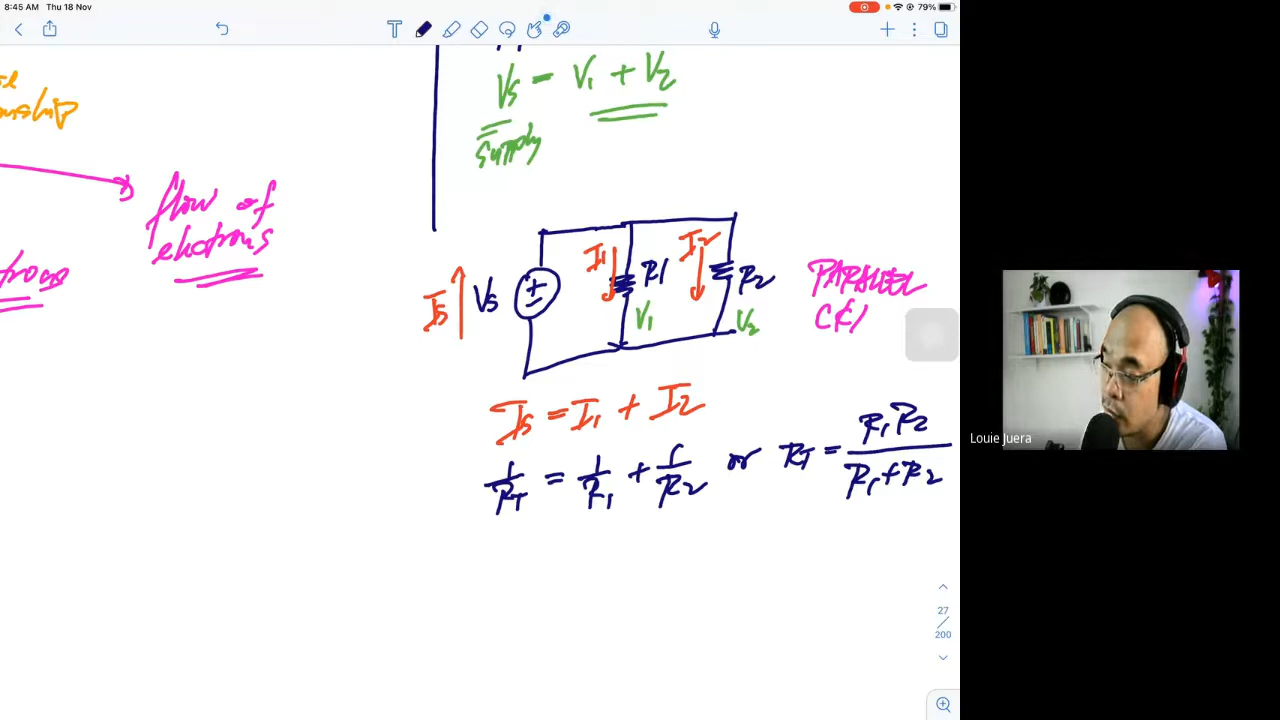 8:45 AM Thu 18 Nov
79%
Vs = V1 + V2
supply
flow of
electrons
I1
I2
R1
R2
Is
Vs
V1
V2
PARALLEL
Is = I1 + I2
1/RT = 1/R1 + 1/R2 or RT = R1R2/R1+R2
Louie Juera
27
/
200